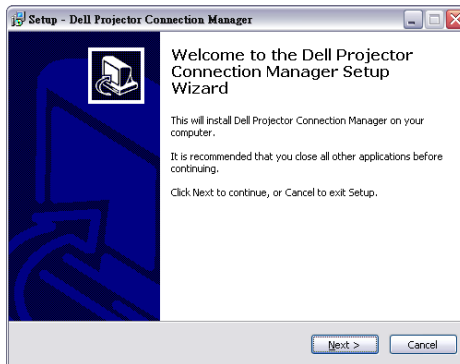 Setup - Dell Projector Connection Manager
Welcome to the Dell Projector
Connection Manager Setup
Wizard
This will install Dell Projector Connection Manager on your
computer.
It is recommended that you close all other applications before
continuing.
Click Next to continue, or Cancel to exit Setup.
Next >
Cancel